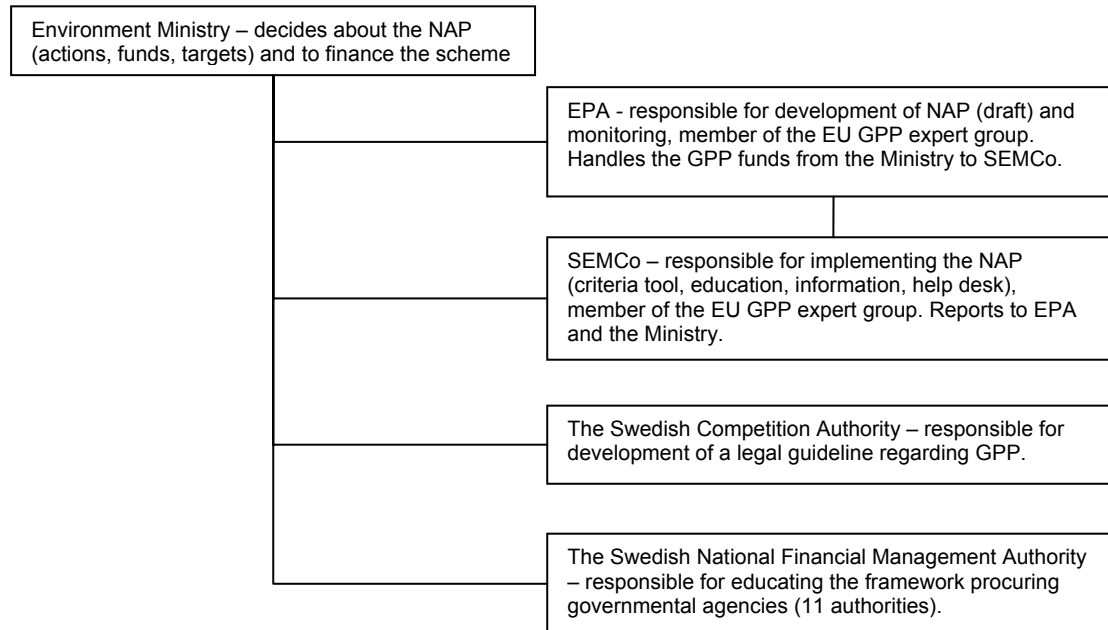 Environment Ministry – decides about the NAP
(actions, funds, targets) and to finance the scheme
EPA - responsible for development of NAP (draft) and
monitoring, member of the EU GPP expert group.
Handles the GPP funds from the Ministry to SEMCo.
SEMCo – responsible for implementing the NAP
(criteria tool, education, information, help desk),
member of the EU GPP expert group. Reports to EPA
and the Ministry.
The Swedish Competition Authority – responsible for
development of a legal guideline regarding GPP.
The Swedish National Financial Management Authority
– responsible for educating the framework procuring
governmental agencies (11 authorities).